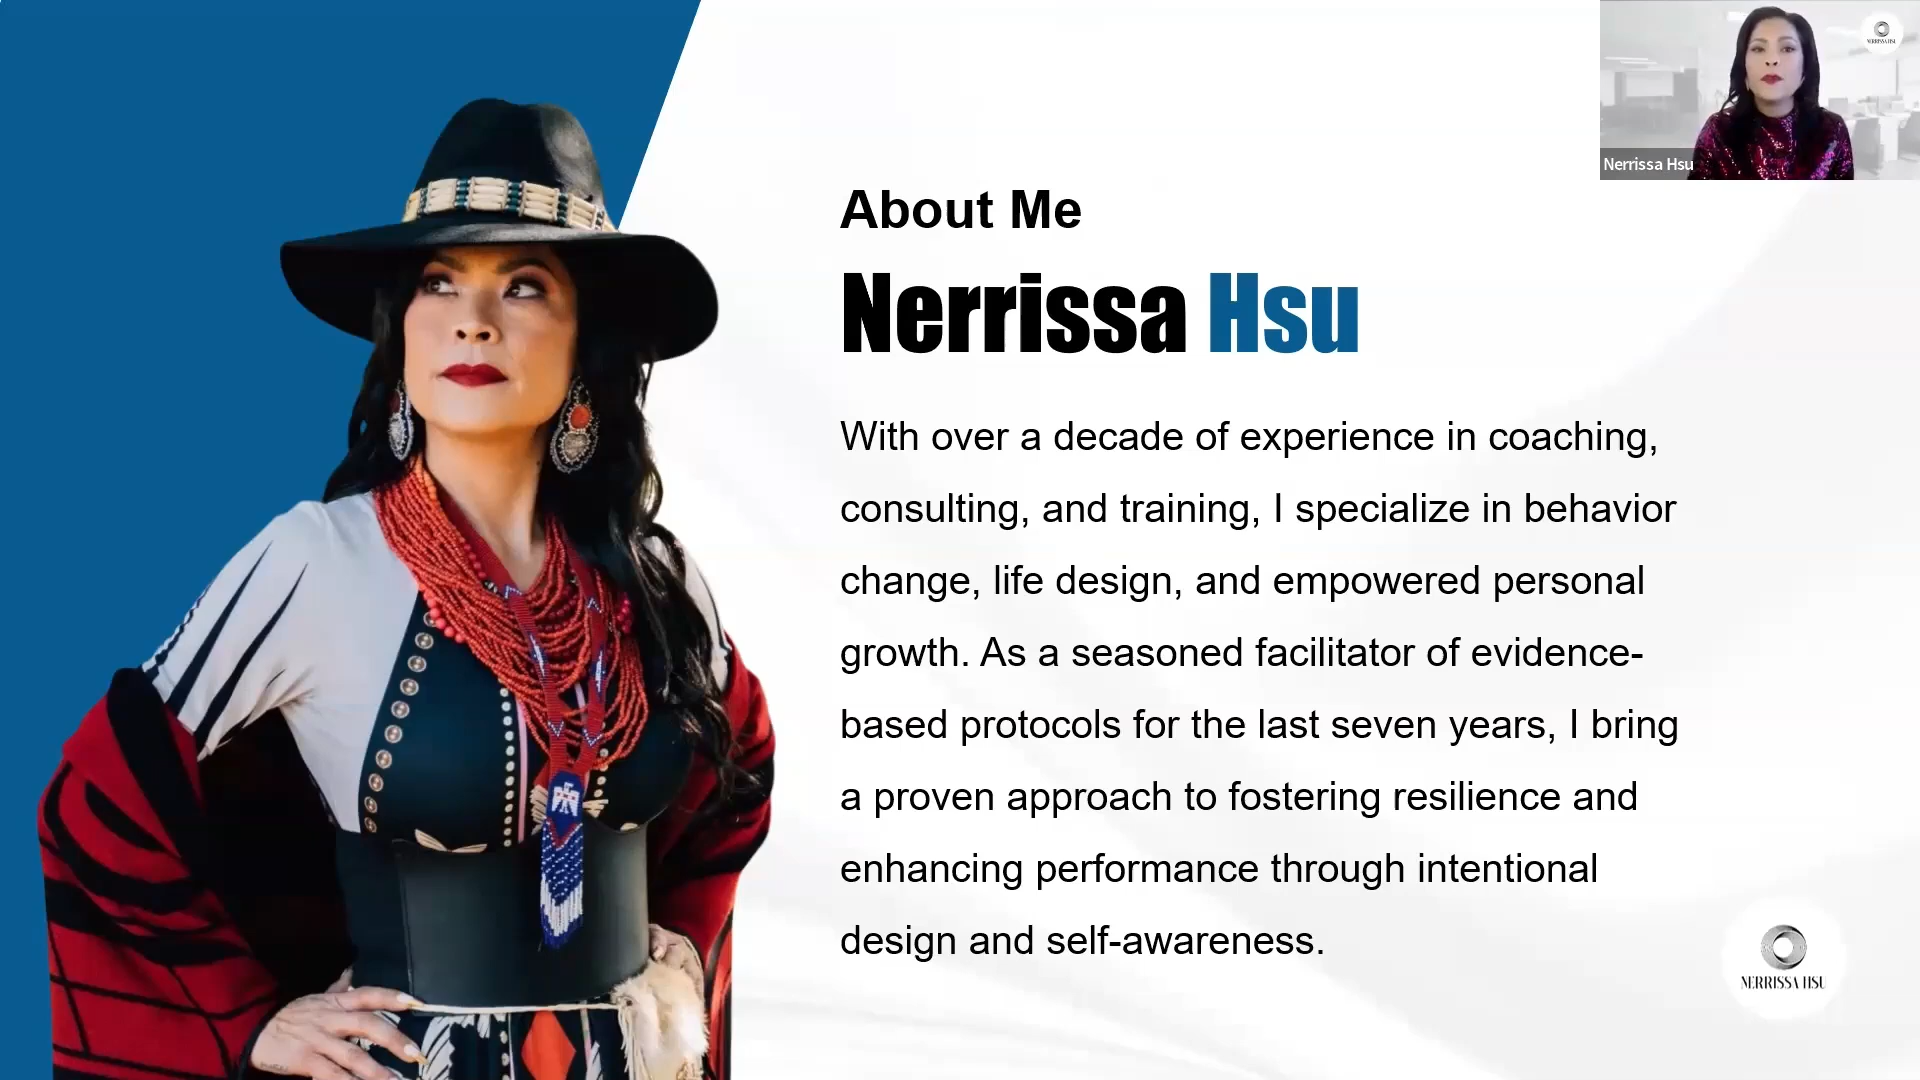 NERRISSA HSU
Nerrissa Hsu
About Me
Nerrissa Hsu
With over a decade of experience in coaching,
consulting, and training, I specialize in behavior
change, life design, and empowered personal
growth. As a seasoned facilitator of evidence-
based protocols for the last seven years, I bring
a proven approach to fostering resilience and
enhancing performance through intentional
design and self-awareness.
NERRISSA HSU